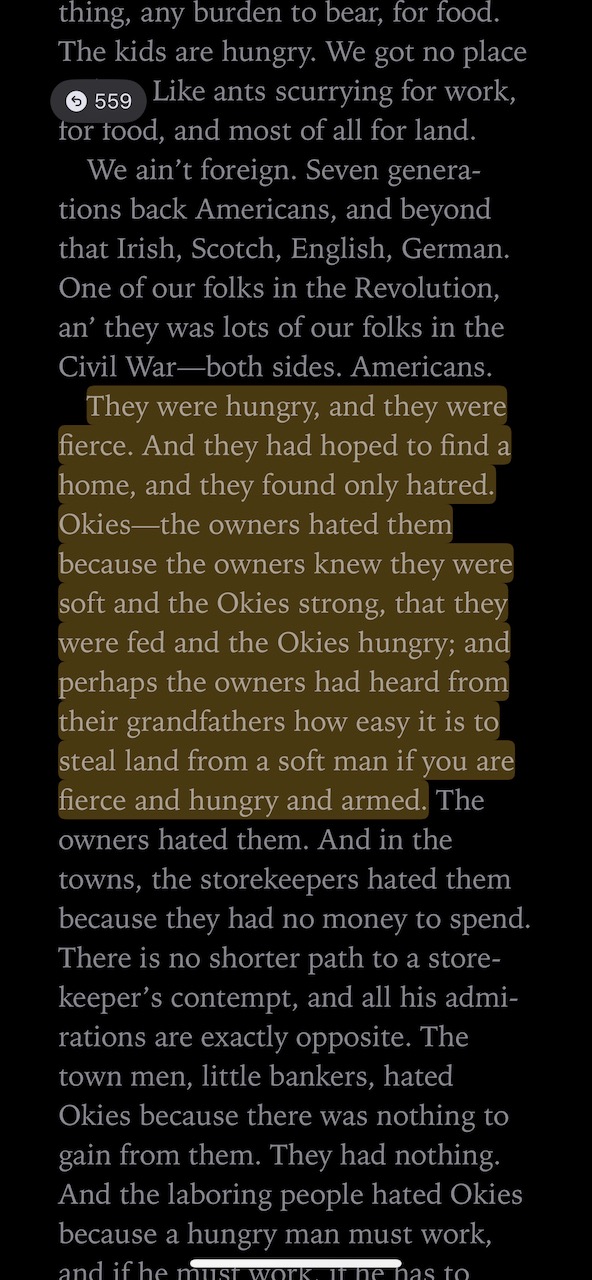 thing, any burden to bear, for food.
The kids are hungry. We got no place
559
Like ants scurrying for work,
for food, and most of all for land.
We ain’t foreign. Seven genera-
tions back Americans, and beyond
that Irish, Scotch, English, German.
One of our folks in the Revolution,
an’ they was lots of our folks in the
Civil War—both sides. Americans.
They were hungry, and they were
fierce. And they had hoped to find a
home, and they found only hatred.
Okies—the owners hated them
because the owners knew they were
soft and the Okies strong, that they
were fed and the Okies hungry; and
perhaps the owners had heard from
their grandfathers how easy it is to
steal land from a soft man if you are
fierce and hungry and armed. The
owners hated them. And in the
towns, the storekeepers hated them
because they had no money to spend.
There is no shorter path to a store-
keeper’s contempt, and all his admi-
rations are exactly opposite. The
town men, little bankers, hated
Okies because there was nothing to
gain from them. They had nothing.
And the laboring people hated Okies
because a hungry man must work,
and if he must work, if he has to